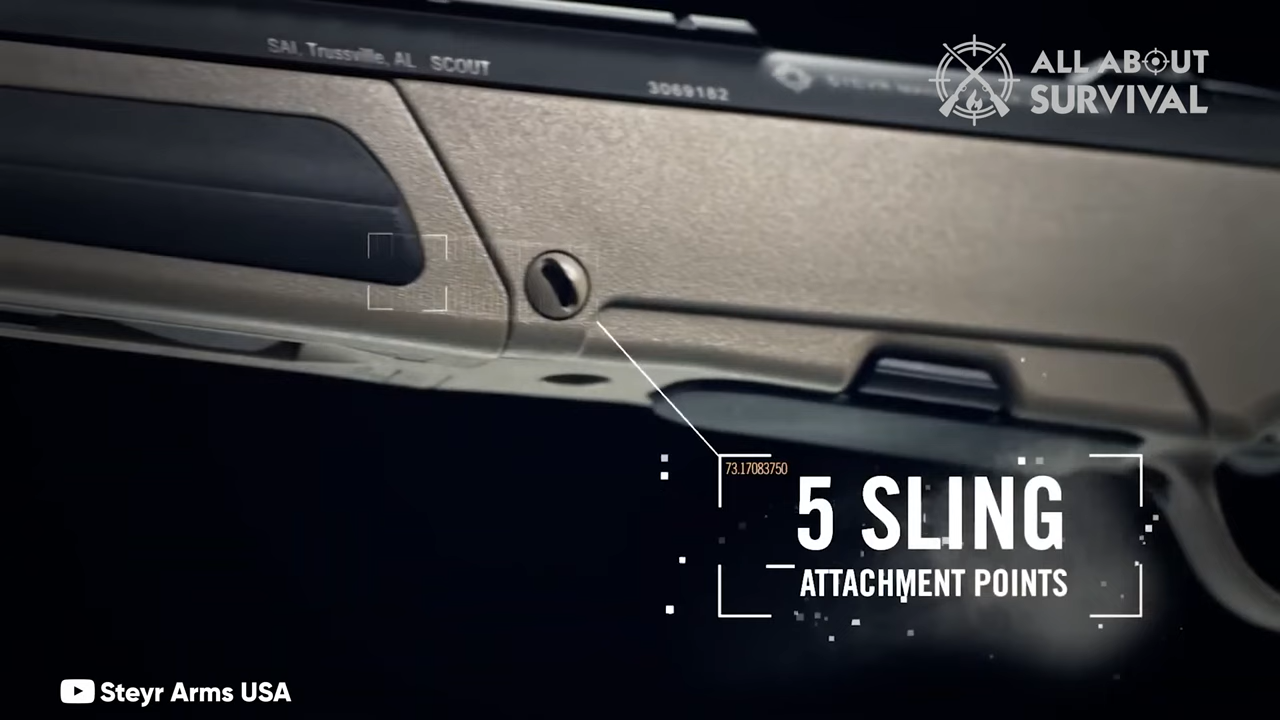 SAI, Trussville, AL SCOUT
3069182
ALL ABOUT
SURVIVAL
73.17083750
5 SLING
ATTACHMENT POINTS
Steyr Arms USA